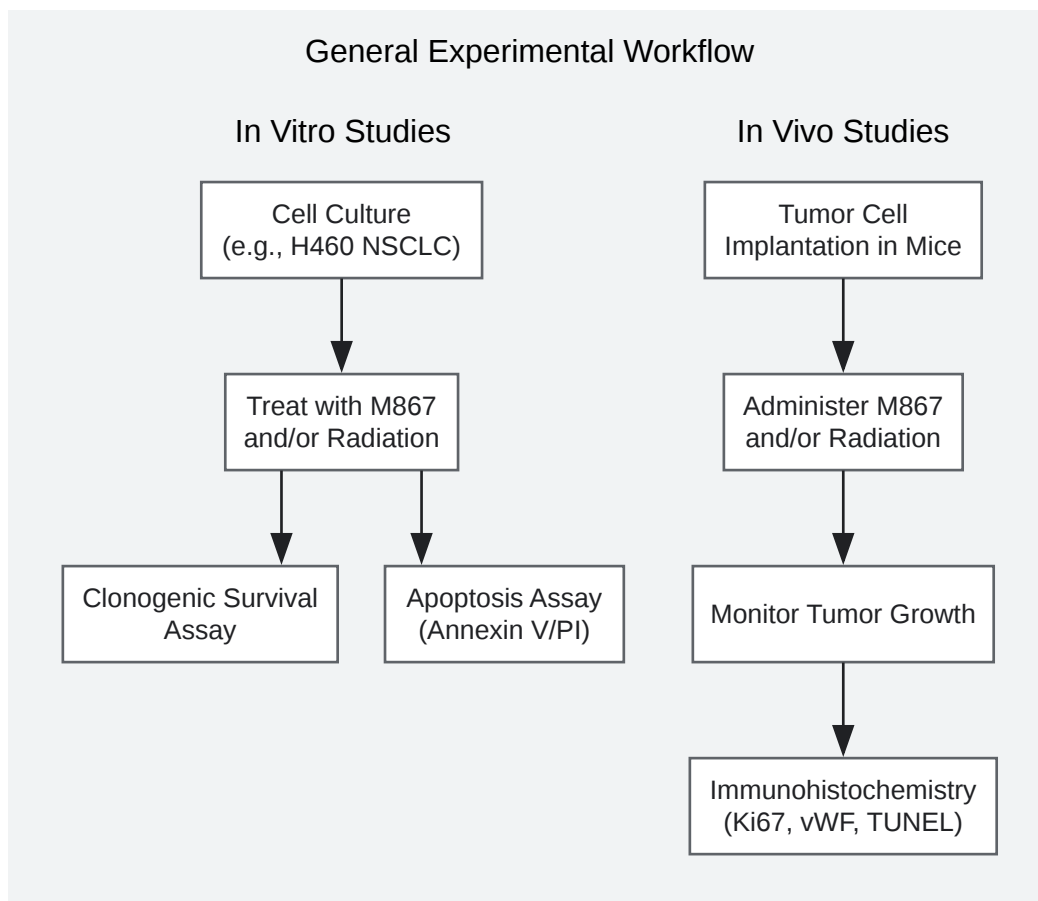 General Experimental Workflow
In Vitro Studies
Cell Culture
(e.g., H460 NSCLC)
Treat with M867
and/or Radiation
Clonogenic Survival
Assay
Apoptosis Assay
(Annexin V/PI)
In Vivo Studies
Tumor Cell
Implantation in Mice
Administer M867
and/or Radiation
Monitor Tumor Growth
Immunohistochemistry
(Ki67, vWF, TUNEL)